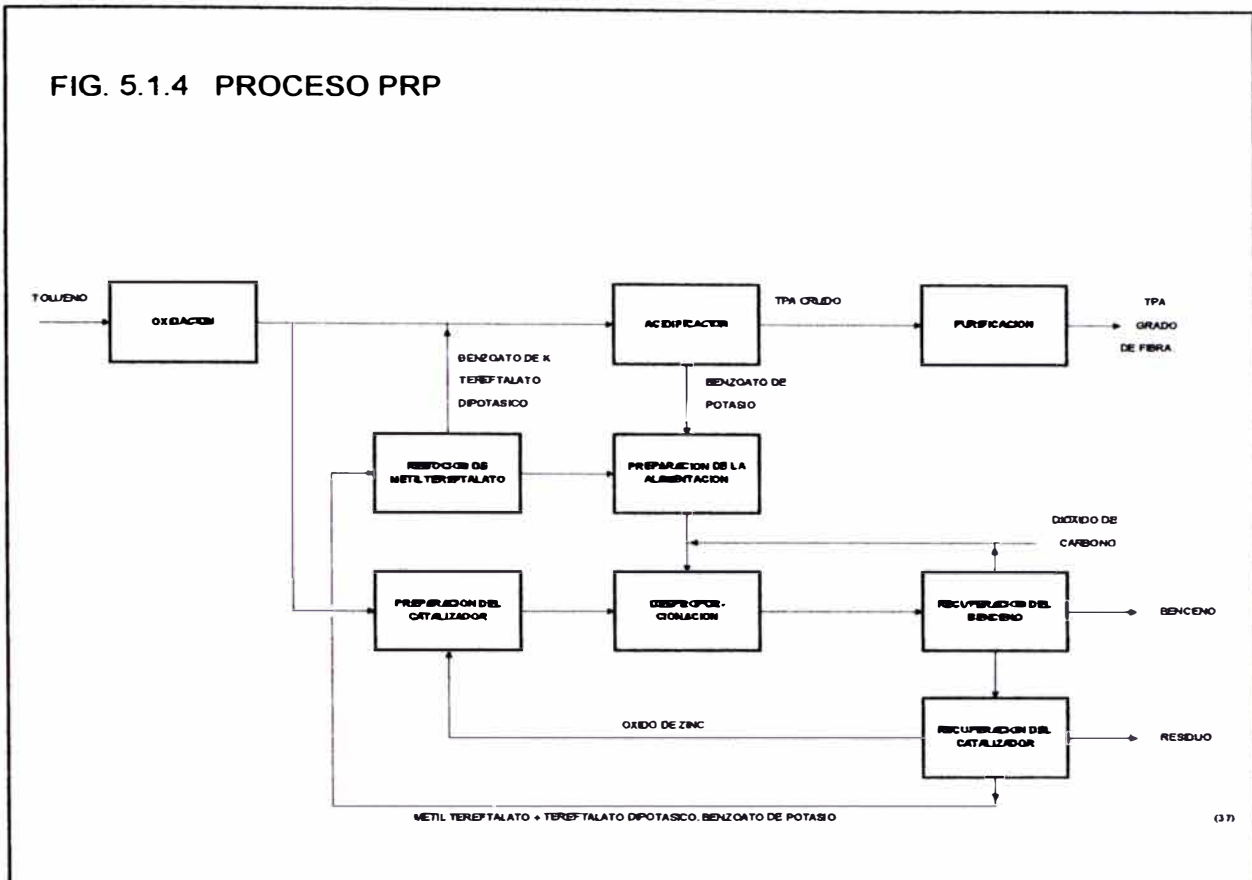 FIG. 5.1.4 PROCESO PRP
TOLUENO
OXIDACION
ACIDIFICACION
TPA CRUDO
PURIFICACION
TPA
GRADO
DE FIBRA
BENZOATO DE K
TEREFTALATO
DIPOTASICO
BENZOATO DE
POTASIO
DE
METIL TEREFTALATO
PREPARACION DE LA
ALIMENTACION
DIOXIDO DE
CARBONO
PREPARACION DEL
CATALIZADOR
DESPROPOR-
CIONACION
RECUPERACION DEL
BENCENO
BENCENO
OXIDO DE ZINC
RECUPERACION DEL
CATALIZADOR
RESIDUO
METIL TEREFTALATO + TEREFTALATO DIPOTASICO. BENZOATO DE POTASIO
(37)